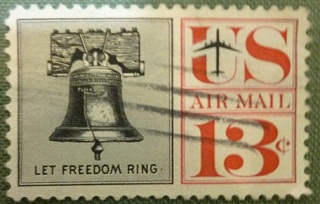 LET FREEDOM RING.
US
AIR MAIL
13¢